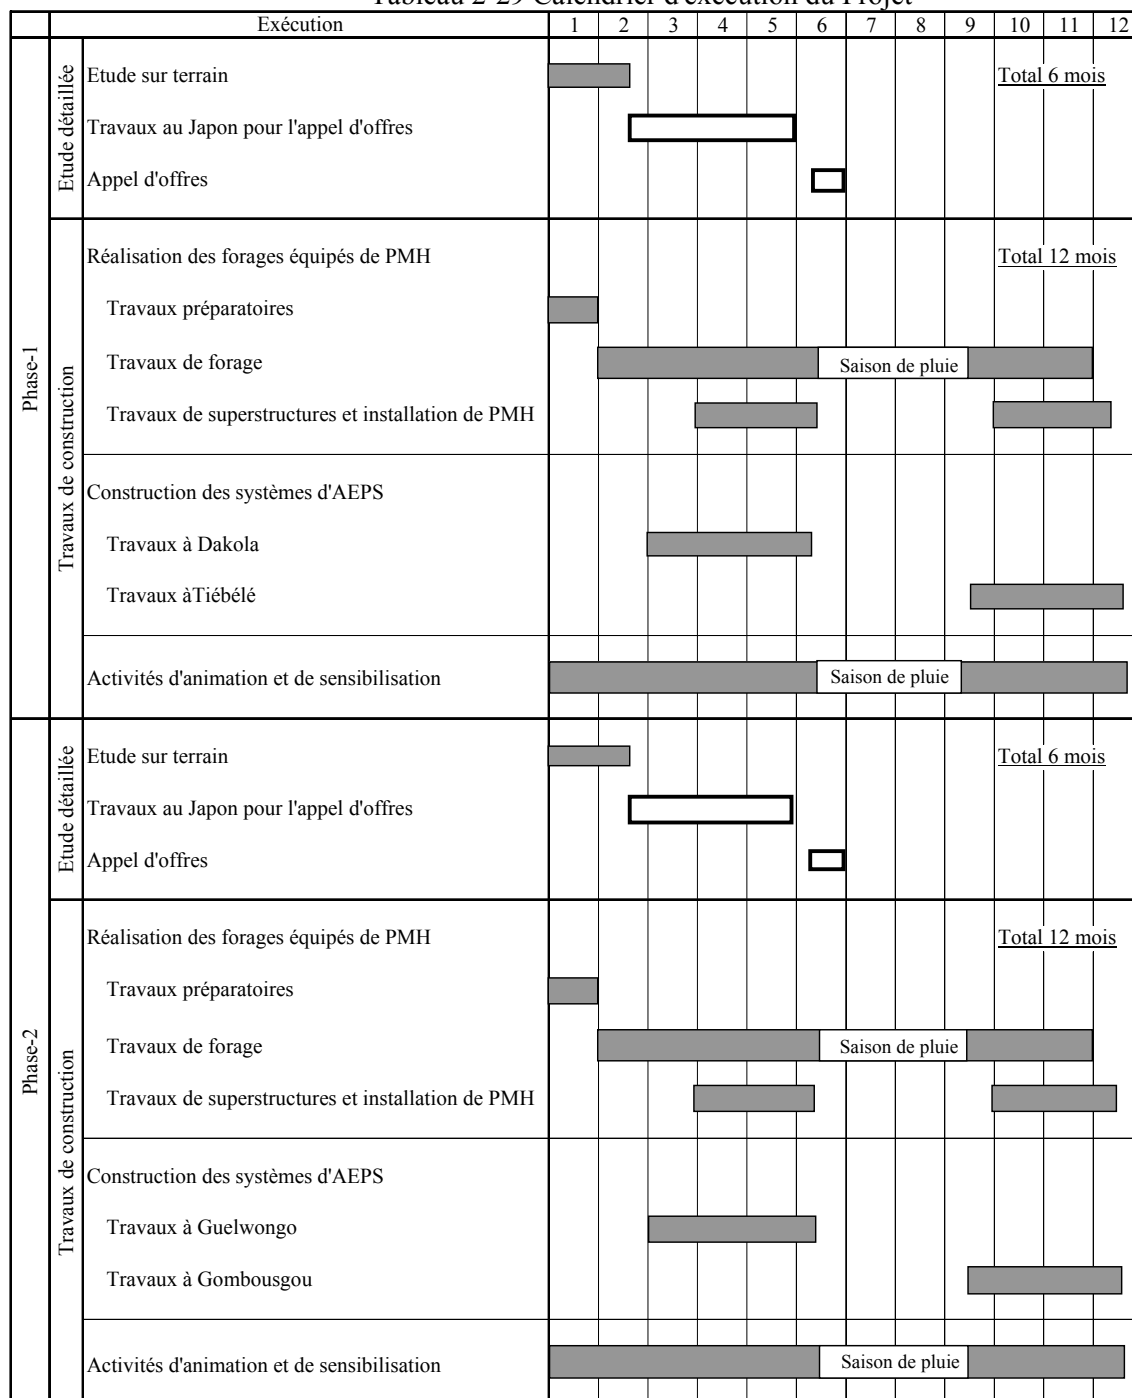 Tableau 2-29 Calendrier d'exécution du Projet
Exécution 1 2 3 4 5 6 7 8 9 10 11 12
Phase-1
Etude détaillée
Etude sur terrain Total 6 mois
Travaux au Japon pour l'appel d'offres
Appel d'offres
Travaux de construction
Réalisation des forages équipés de PMH Total 12 mois
Travaux préparatoires
Travaux de forage Saison de pluie
Travaux de superstructures et installation de PMH
Construction des systèmes d'AEPS
Travaux à Dakola
Travaux àTiébélé
Activités d'animation et de sensibilisation Saison de pluie
Phase-2
Etude détaillée
Etude sur terrain Total 6 mois
Travaux au Japon pour l'appel d'offres
Appel d'offres
Travaux de construction
Réalisation des forages équipés de PMH Total 12 mois
Travaux préparatoires
Travaux de forage Saison de pluie
Travaux de superstructures et installation de PMH
Construction des systèmes d'AEPS
Travaux à Guelwongo
Travaux à Gombousgou
Activités d'animation et de sensibilisation Saison de pluie